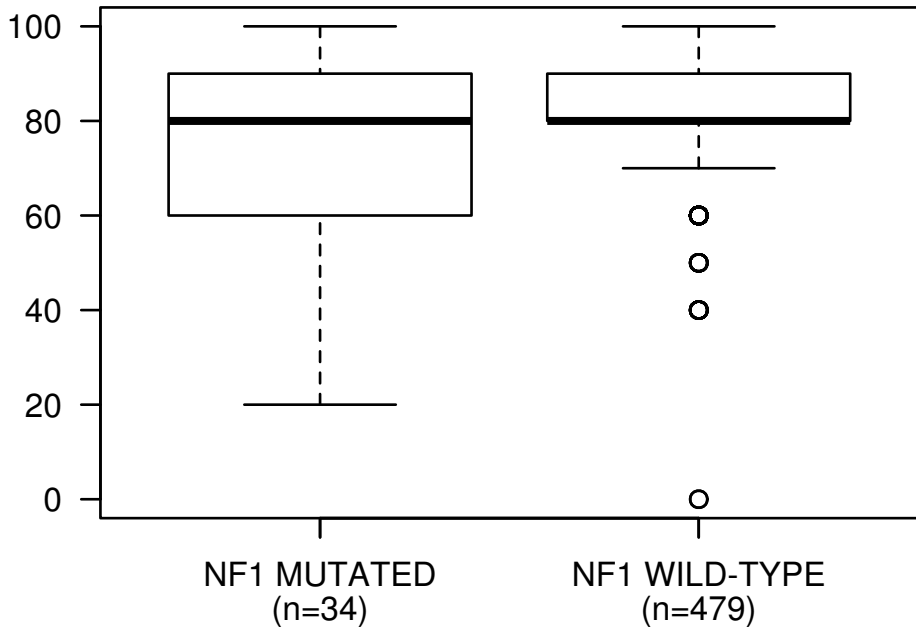 100
80
60
40
20
0
NF1 MUTATED
(n=34)
NF1 WILD-TYPE
(n=479)